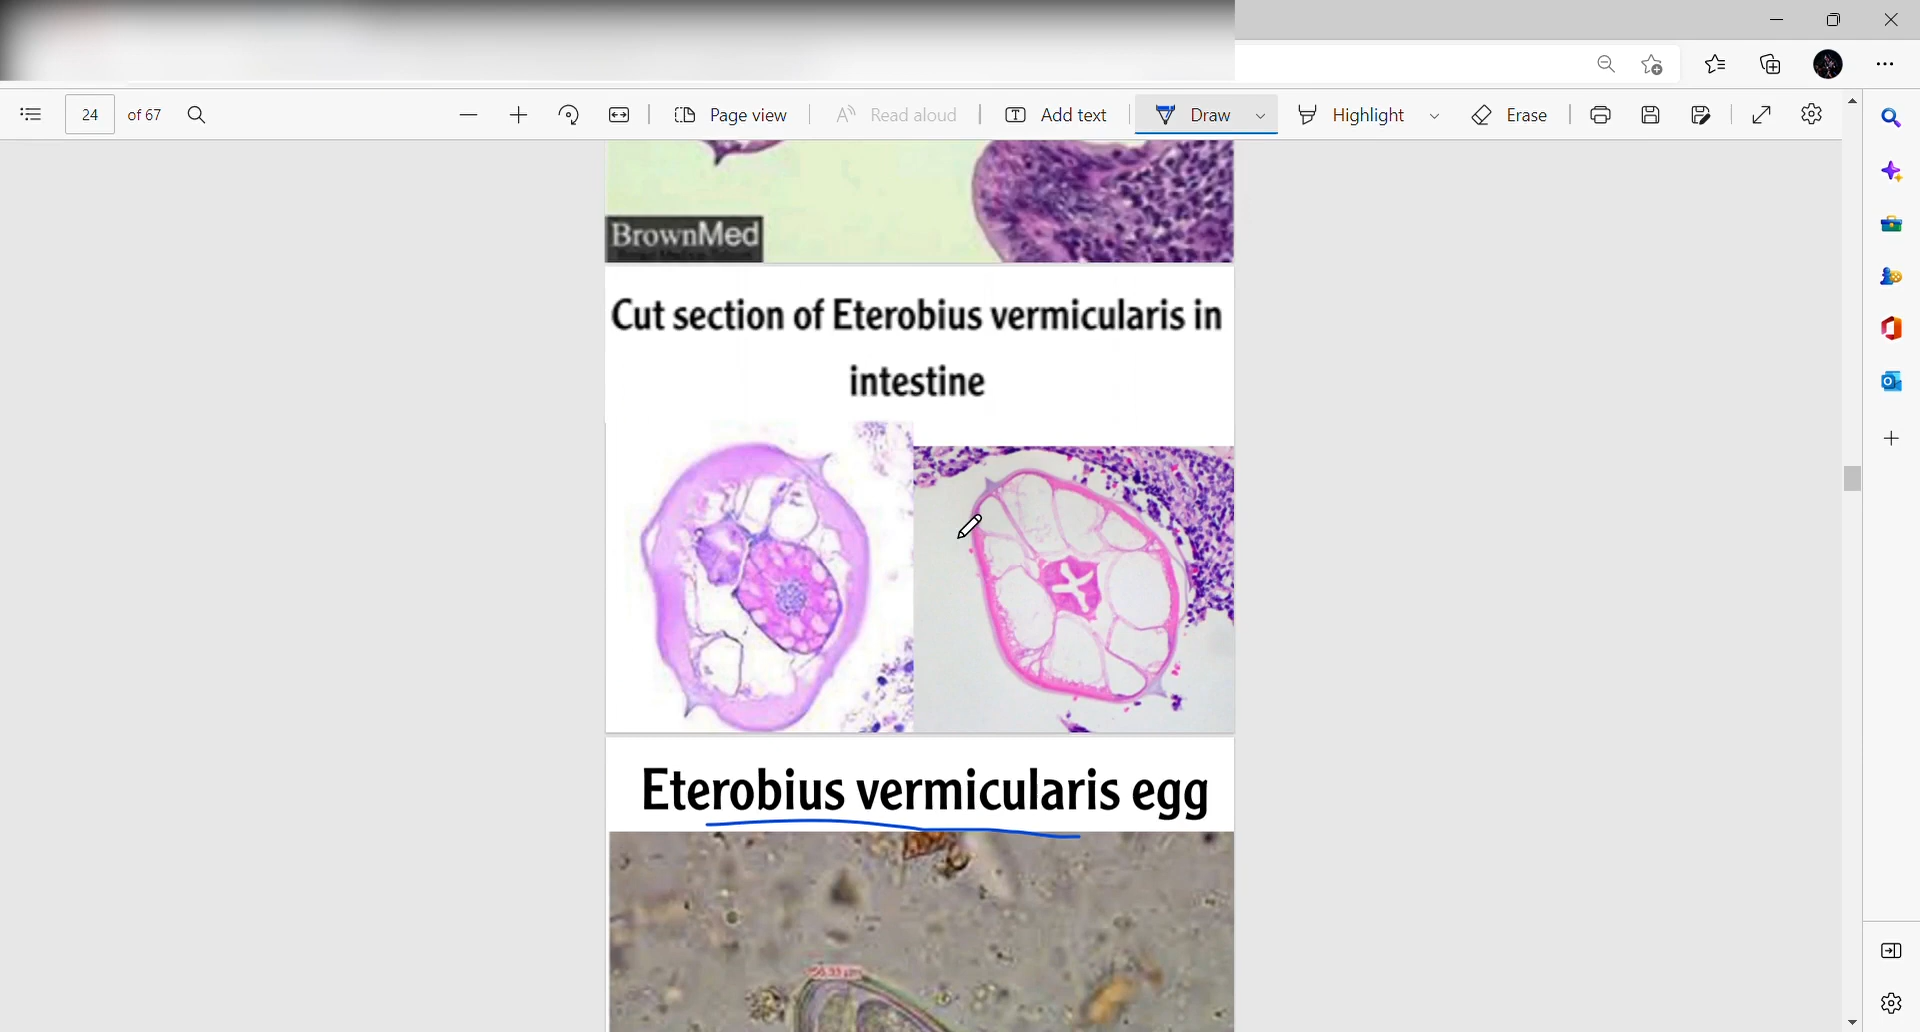 24 of 67 Page view Read aloud Add text Draw Highlight Erase
BrownMed
Cut section of Eterobius vermicularis in
intestine
Eterobius vermicularis egg